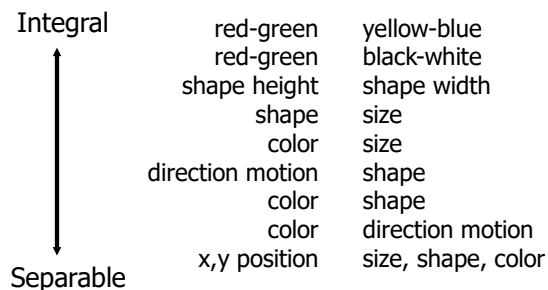 Integral
red-green yellow-blue
red-green black-white
shape height shape width
shape size
color size
direction motion shape
color shape
color direction motion
x,y position size, shape, color
Separable